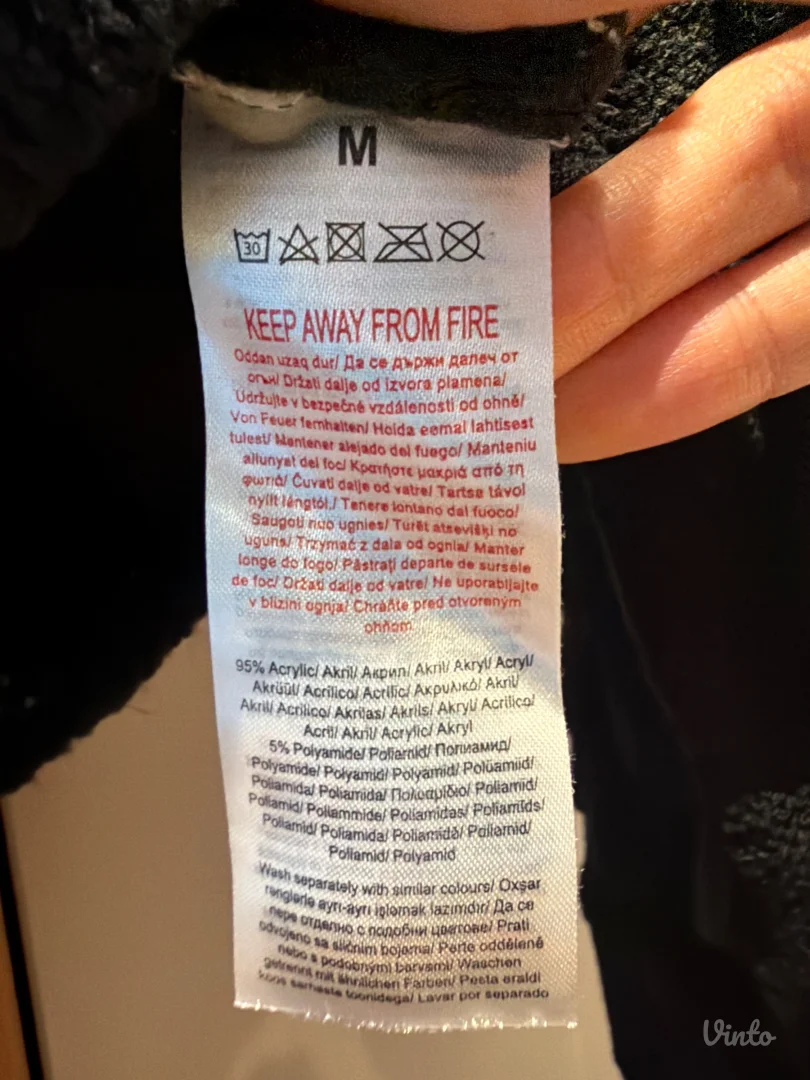 M
30
KEEP AWAY FROM FIRE
Oddan uzaq dur/ Да се държи далеч от
огън/ Držati dalje od izvora plamena/
Udržujte v bezpečné vzdálenosti od ohně/
Von Feuer fernhalten/ Hoida eemal lahtisest
tulest/ Mantener alejado del fuego/ Manteniu
allunyat del foc/ Κρατήστε μακριά από τη
φωτιά/ Čuvati dalje od vatre/ Tartsa távol
nyílt lángtól./ Tenere lontano dal fuoco/
Saugoti nuo ugnies/ Turēt atsevišķi no
uguns/ Trzymać z dala od ognia/ Manter
longe do fogo/ Păstrați departe de sursele
de foc/ Držati dalje od vatre/ Ne uporabljajte
v bližini ognja/ Chráňte pred otvoreným
ohňom
95% Acrylic/ Akril/ Акрил/ Akril/ Akryl/ Acryl/
Akrüül/ Acrílico/ Acrílic/ Ακρυλικό/ Akril/
Akril/ Acrilico/ Akrilas/ Akrils/ Akryl/ Acrílico/
Acril/ Akril/ Acrylic/ Akryl
5% Polyamide/ Poliamid/ Полиамид/
Polyamide/ Polyamid/ Polyamid/ Polüamiid/
Poliamida/ Poliamida/ Πολυαμίδιο/ Poliamid/
Poliamid/ Poliammide/ Poliamidas/ Poliamīds/
Poliamid/ Poliamida/ Poliamidă/ Poliamid/
Poliamid/ Polyamid
Wash separately with similar colours/ Oxşar
rənglərlə ayrı-ayrı işləmək lazımdır/ Да се
пере отделно с подобни цветове/ Prati
odvojeno sa sličnim bojama/ Perte odděleně
nebo s podobnými barvami/ Waschen
getrennt mit ähnlichen Farben/ Pesta eraldi
koos sarnaste toonidega/ Lavar por separado
Vinto